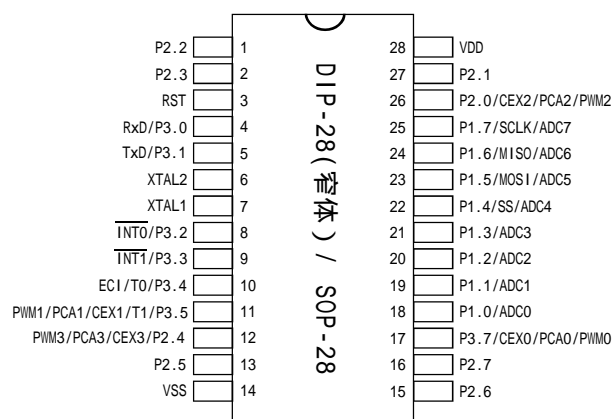 P2.2 1 28 VDD
P2.3 2 27 P2.1
RST 3 26 P2.0/CEX2/PCA2/PWM2
RxD/P3.0 4 25 P1.7/SCLK/ADC7
TxD/P3.1 5 24 P1.6/MISO/ADC6
XTAL2 6 23 P1.5/MOSI/ADC5
XTAL1 7 22 P1.4/SS/ADC4
INT0/P3.2 8 21 P1.3/ADC3
INT1/P3.3 9 20 P1.2/ADC2
ECI/T0/P3.4 10 19 P1.1/ADC1
PWM1/PCA1/CEX1/T1/P3.5 11 18 P1.0/ADC0
PWM3/PCA3/CEX3/P2.4 12 17 P3.7/CEX0/PCA0/PWM0
P2.5 13 16 P2.7
VSS 14 15 P2.6
DIP-28(窄体) / SOP-28